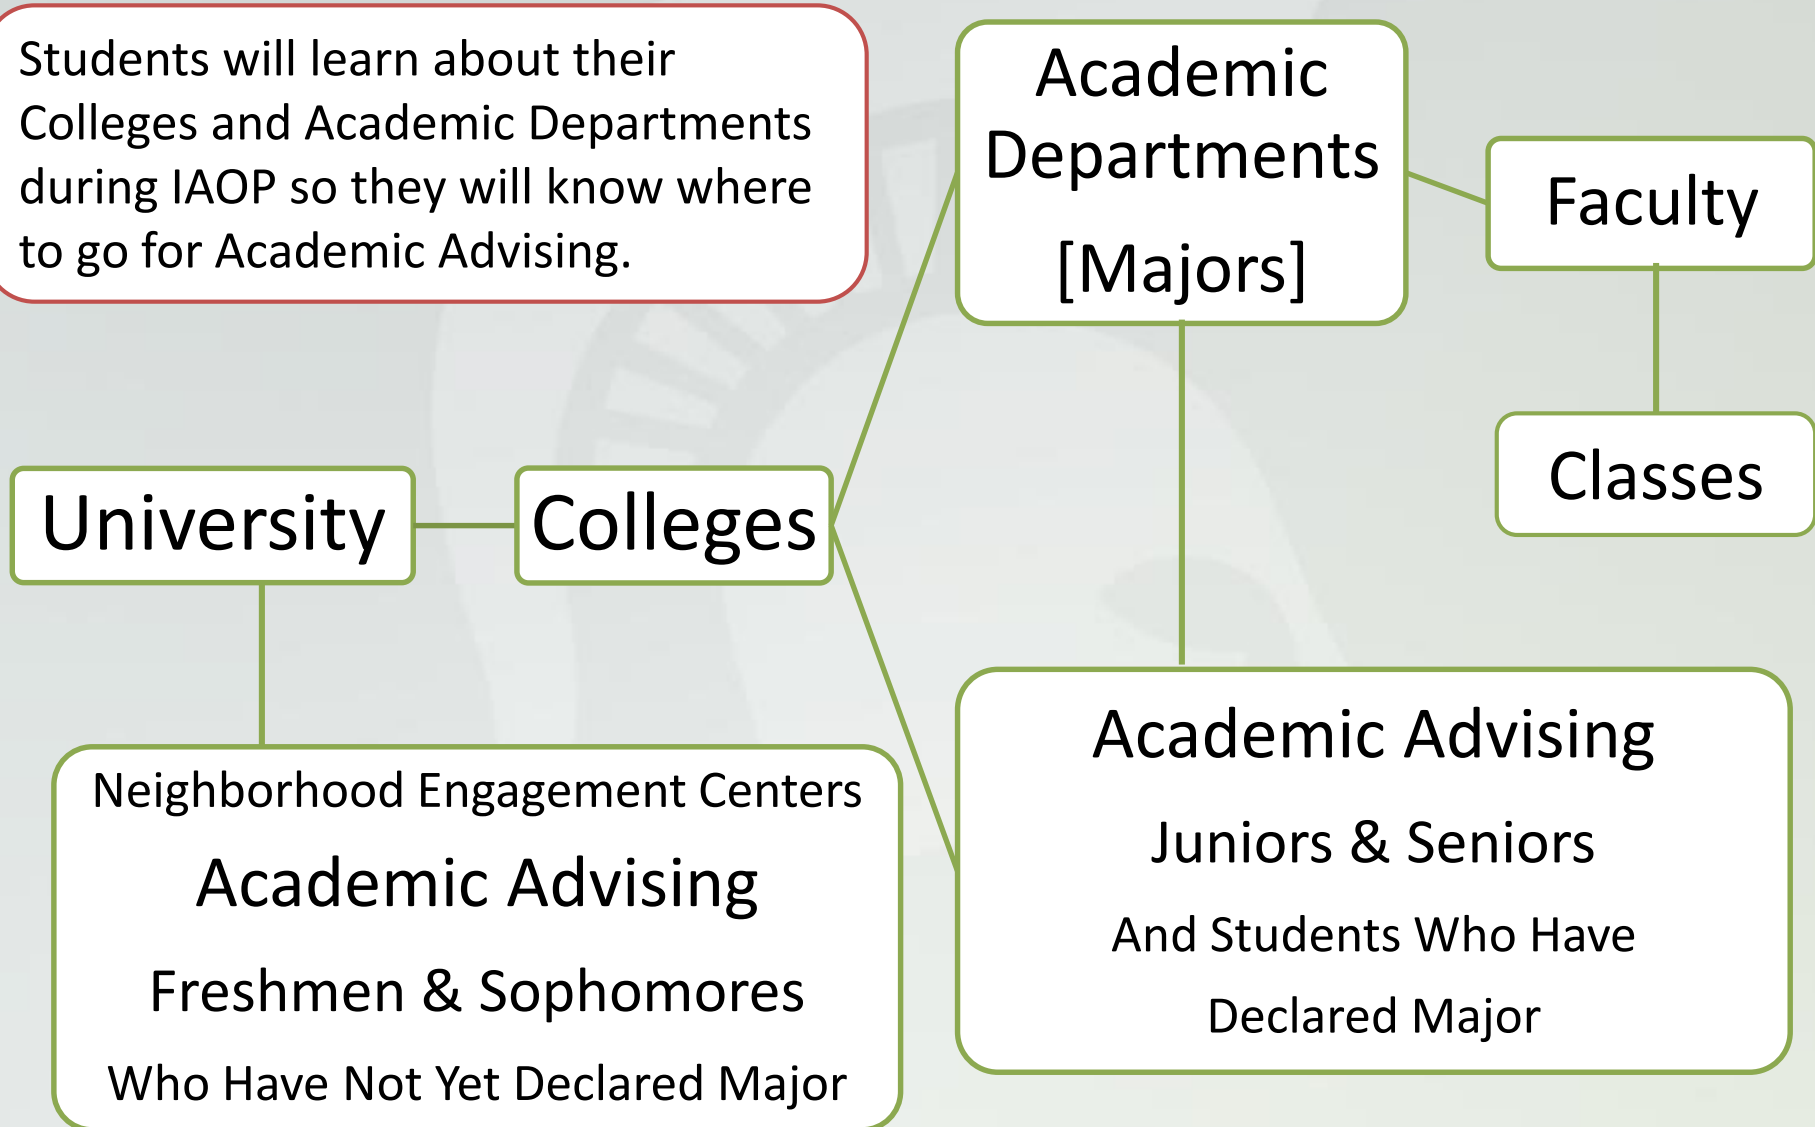 Students will learn about their
Colleges and Academic Departments
during IAOP so they will know where
to go for Academic Advising.
Academic
Departments
[Majors]
Faculty
Classes
University
Colleges
Neighborhood Engagement Centers
Academic Advising
Freshmen & Sophomores
Who Have Not Yet Declared Major
Academic Advising
Juniors & Seniors
And Students Who Have
Declared Major